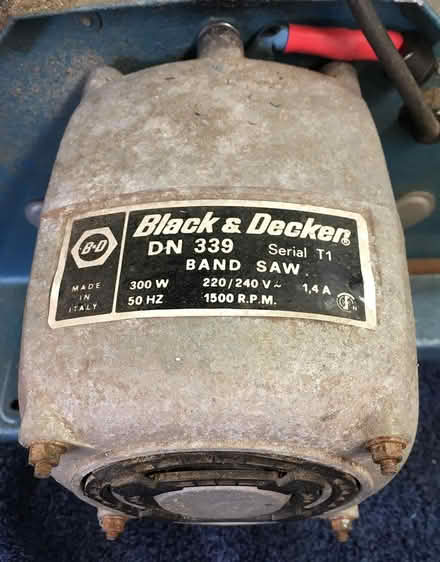 B&D
MADE
IN
ITALY
Black & Decker®
DN 339 Serial T1
BAND SAW
300 W 220/240 V~ 1,4 A
50 HZ 1500 R.P.M.